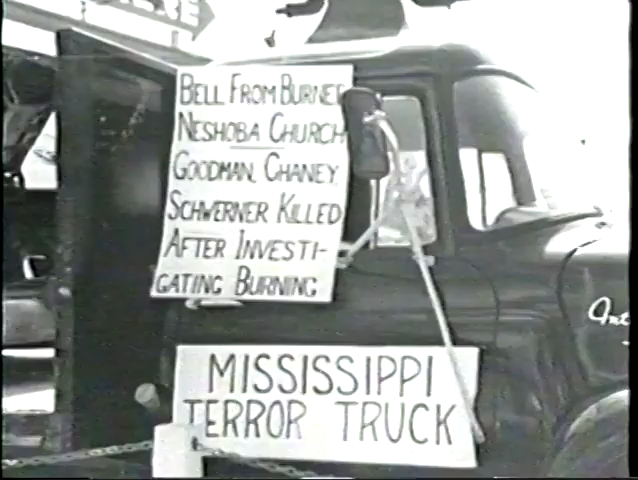 BELL FROM BURNED
NESHOBA CHURCH
GOODMAN, CHANEY,
SCHWERNER KILLED
AFTER INVESTI-
GATING BURNING
MISSISSIPPI
TERROR TRUCK